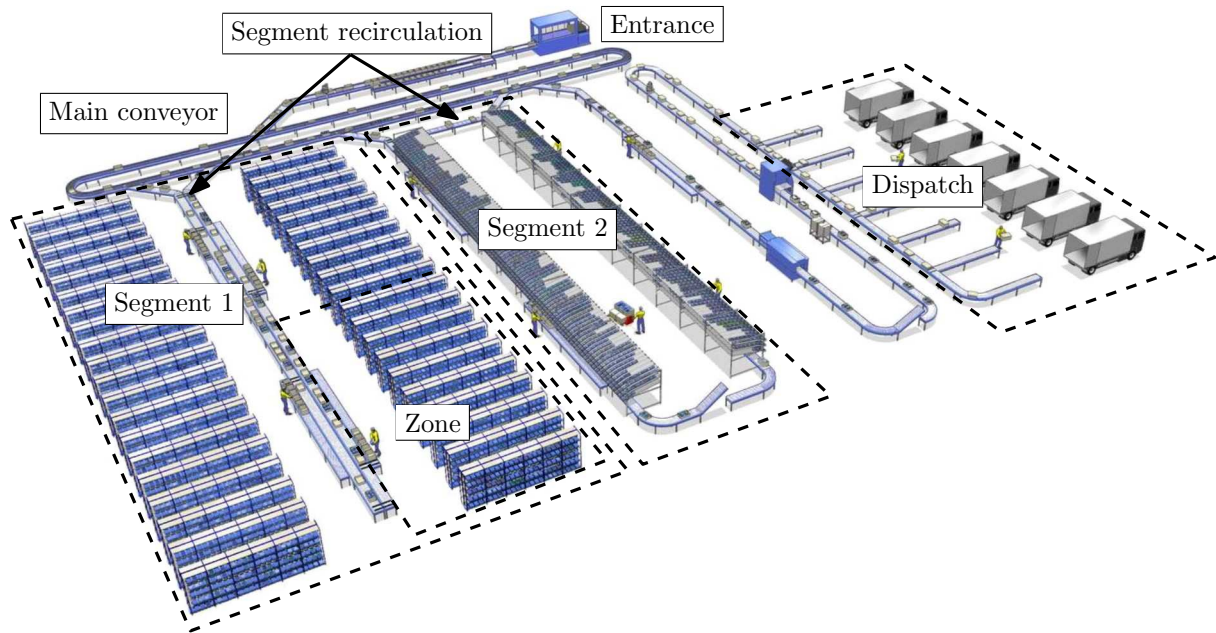 Entrance
Segment recirculation
Main conveyor
Dispatch
Segment 2
Segment 1
Zone